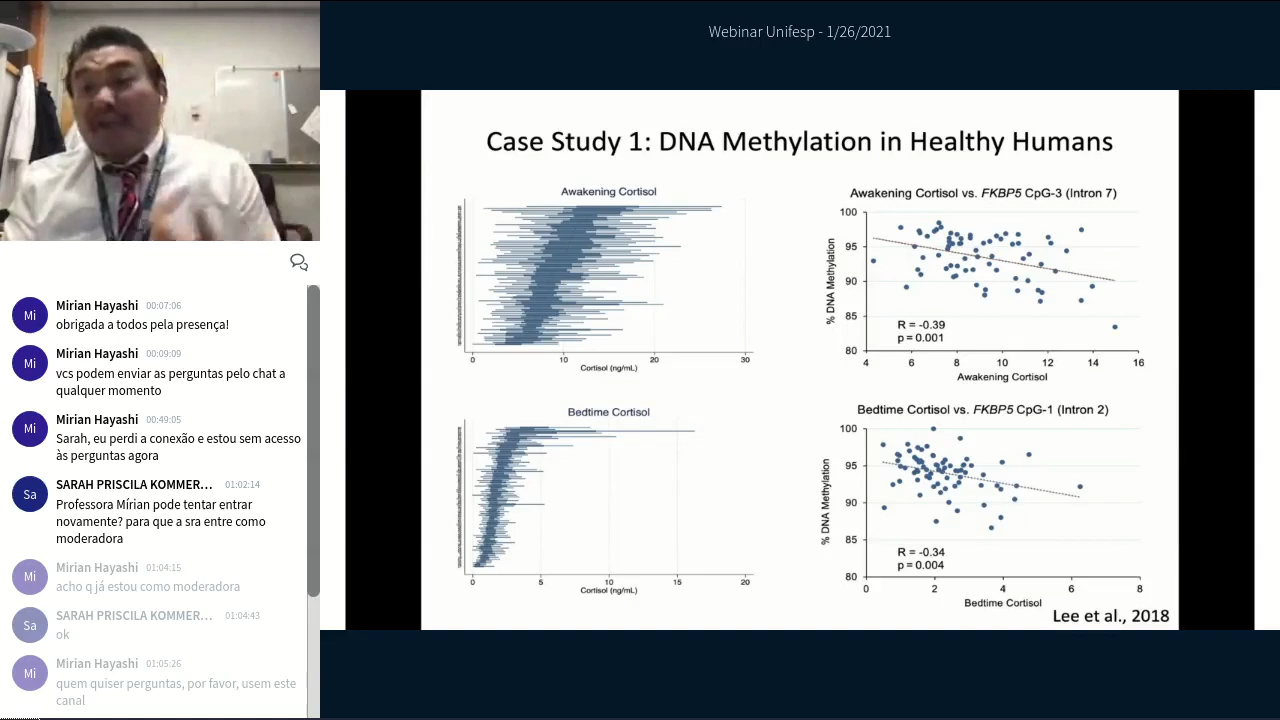 Webinar Unifesp - 1/26/2021
Mi
Mirian Hayashi 00:07:06
obrigada a todos pela presença!
Mi
Mirian Hayashi 00:09:09
vcs podem enviar as perguntas pelo chat a
qualquer momento
Mi
Mirian Hayashi 00:49:05
Sarah, eu perdi a conexão e estou sem acesso
às perguntas agora
Sa
SARAH PRISCILA KOMMER... 01:02:14
Professora Mírian pode tentar entrar
novamente? para que a sra entre como
moderadora
Mi
Mirian Hayashi 01:04:15
acho q já estou como moderadora
Sa
SARAH PRISCILA KOMMER... 01:04:43
ok
Mi
Mirian Hayashi 01:05:26
quem quiser perguntas, por favor, usem este
canal
Case Study 1: DNA Methylation in Healthy Humans
Awakening Cortisol
0 10 20 30
Cortisol (ng/mL)
Awakening Cortisol vs. FKBP5 CpG-3 (Intron 7)
% DNA Methylation
100
95
90
85
80
R = -0.39
p = 0.001
4 6 8 10 12 14 16
Awakening Cortisol
Bedtime Cortisol
0 5 10 15 20
Cortisol (ng/mL)
Bedtime Cortisol vs. FKBP5 CpG-1 (Intron 2)
% DNA Methylation
100
95
90
85
80
R = -0.34
p = 0.004
0 2 4 6 8
Bedtime Cortisol
Lee et al., 2018